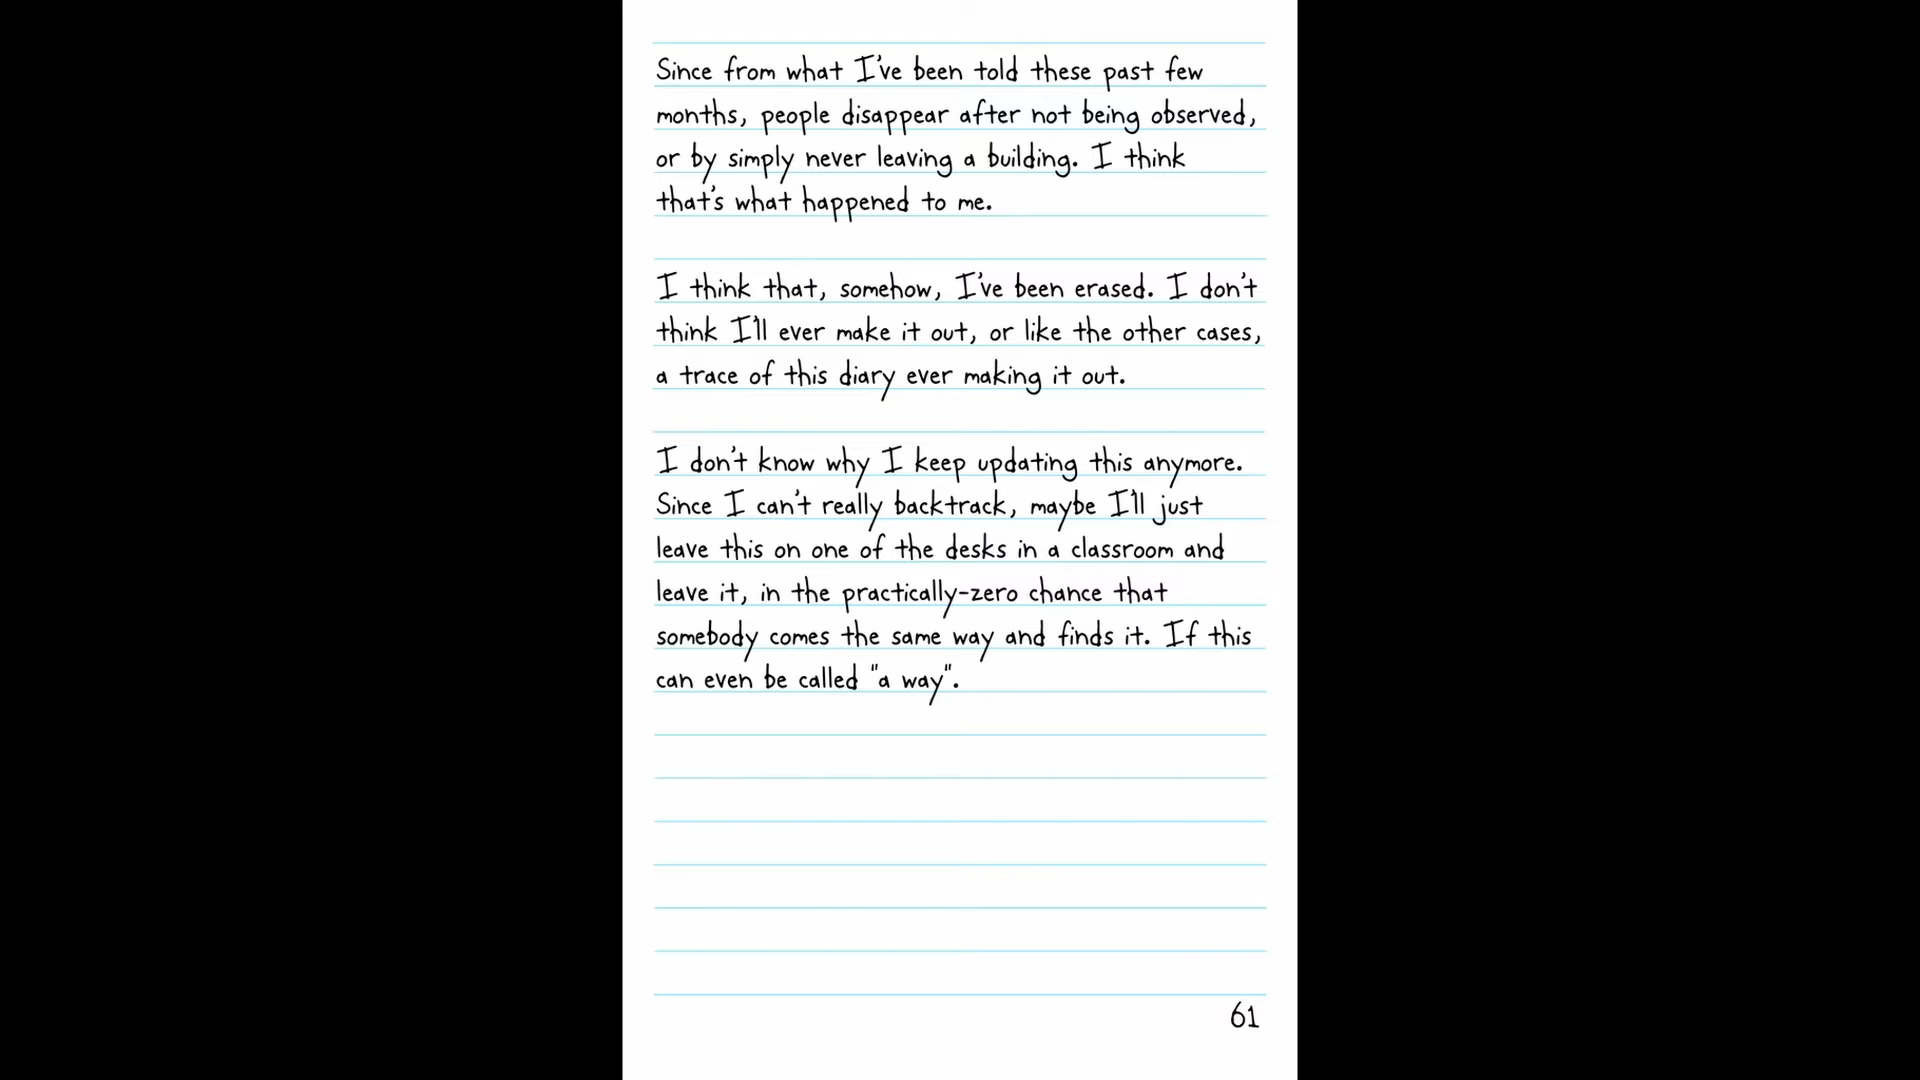 Since from what I've been told these past few
months, people disappear after not being observed,
or by simply never leaving a building. I think
that's what happened to me.
I think that, somehow, I've been erased. I don't
think I'll ever make it out, or like the other cases,
a trace of this diary ever making it out.
I don't know why I keep updating this anymore.
Since I can't really backtrack, maybe I'll just
leave this on one of the desks in a classroom and
leave it, in the practically-zero chance that
somebody comes the same way and finds it. If this
can even be called "a way".
61